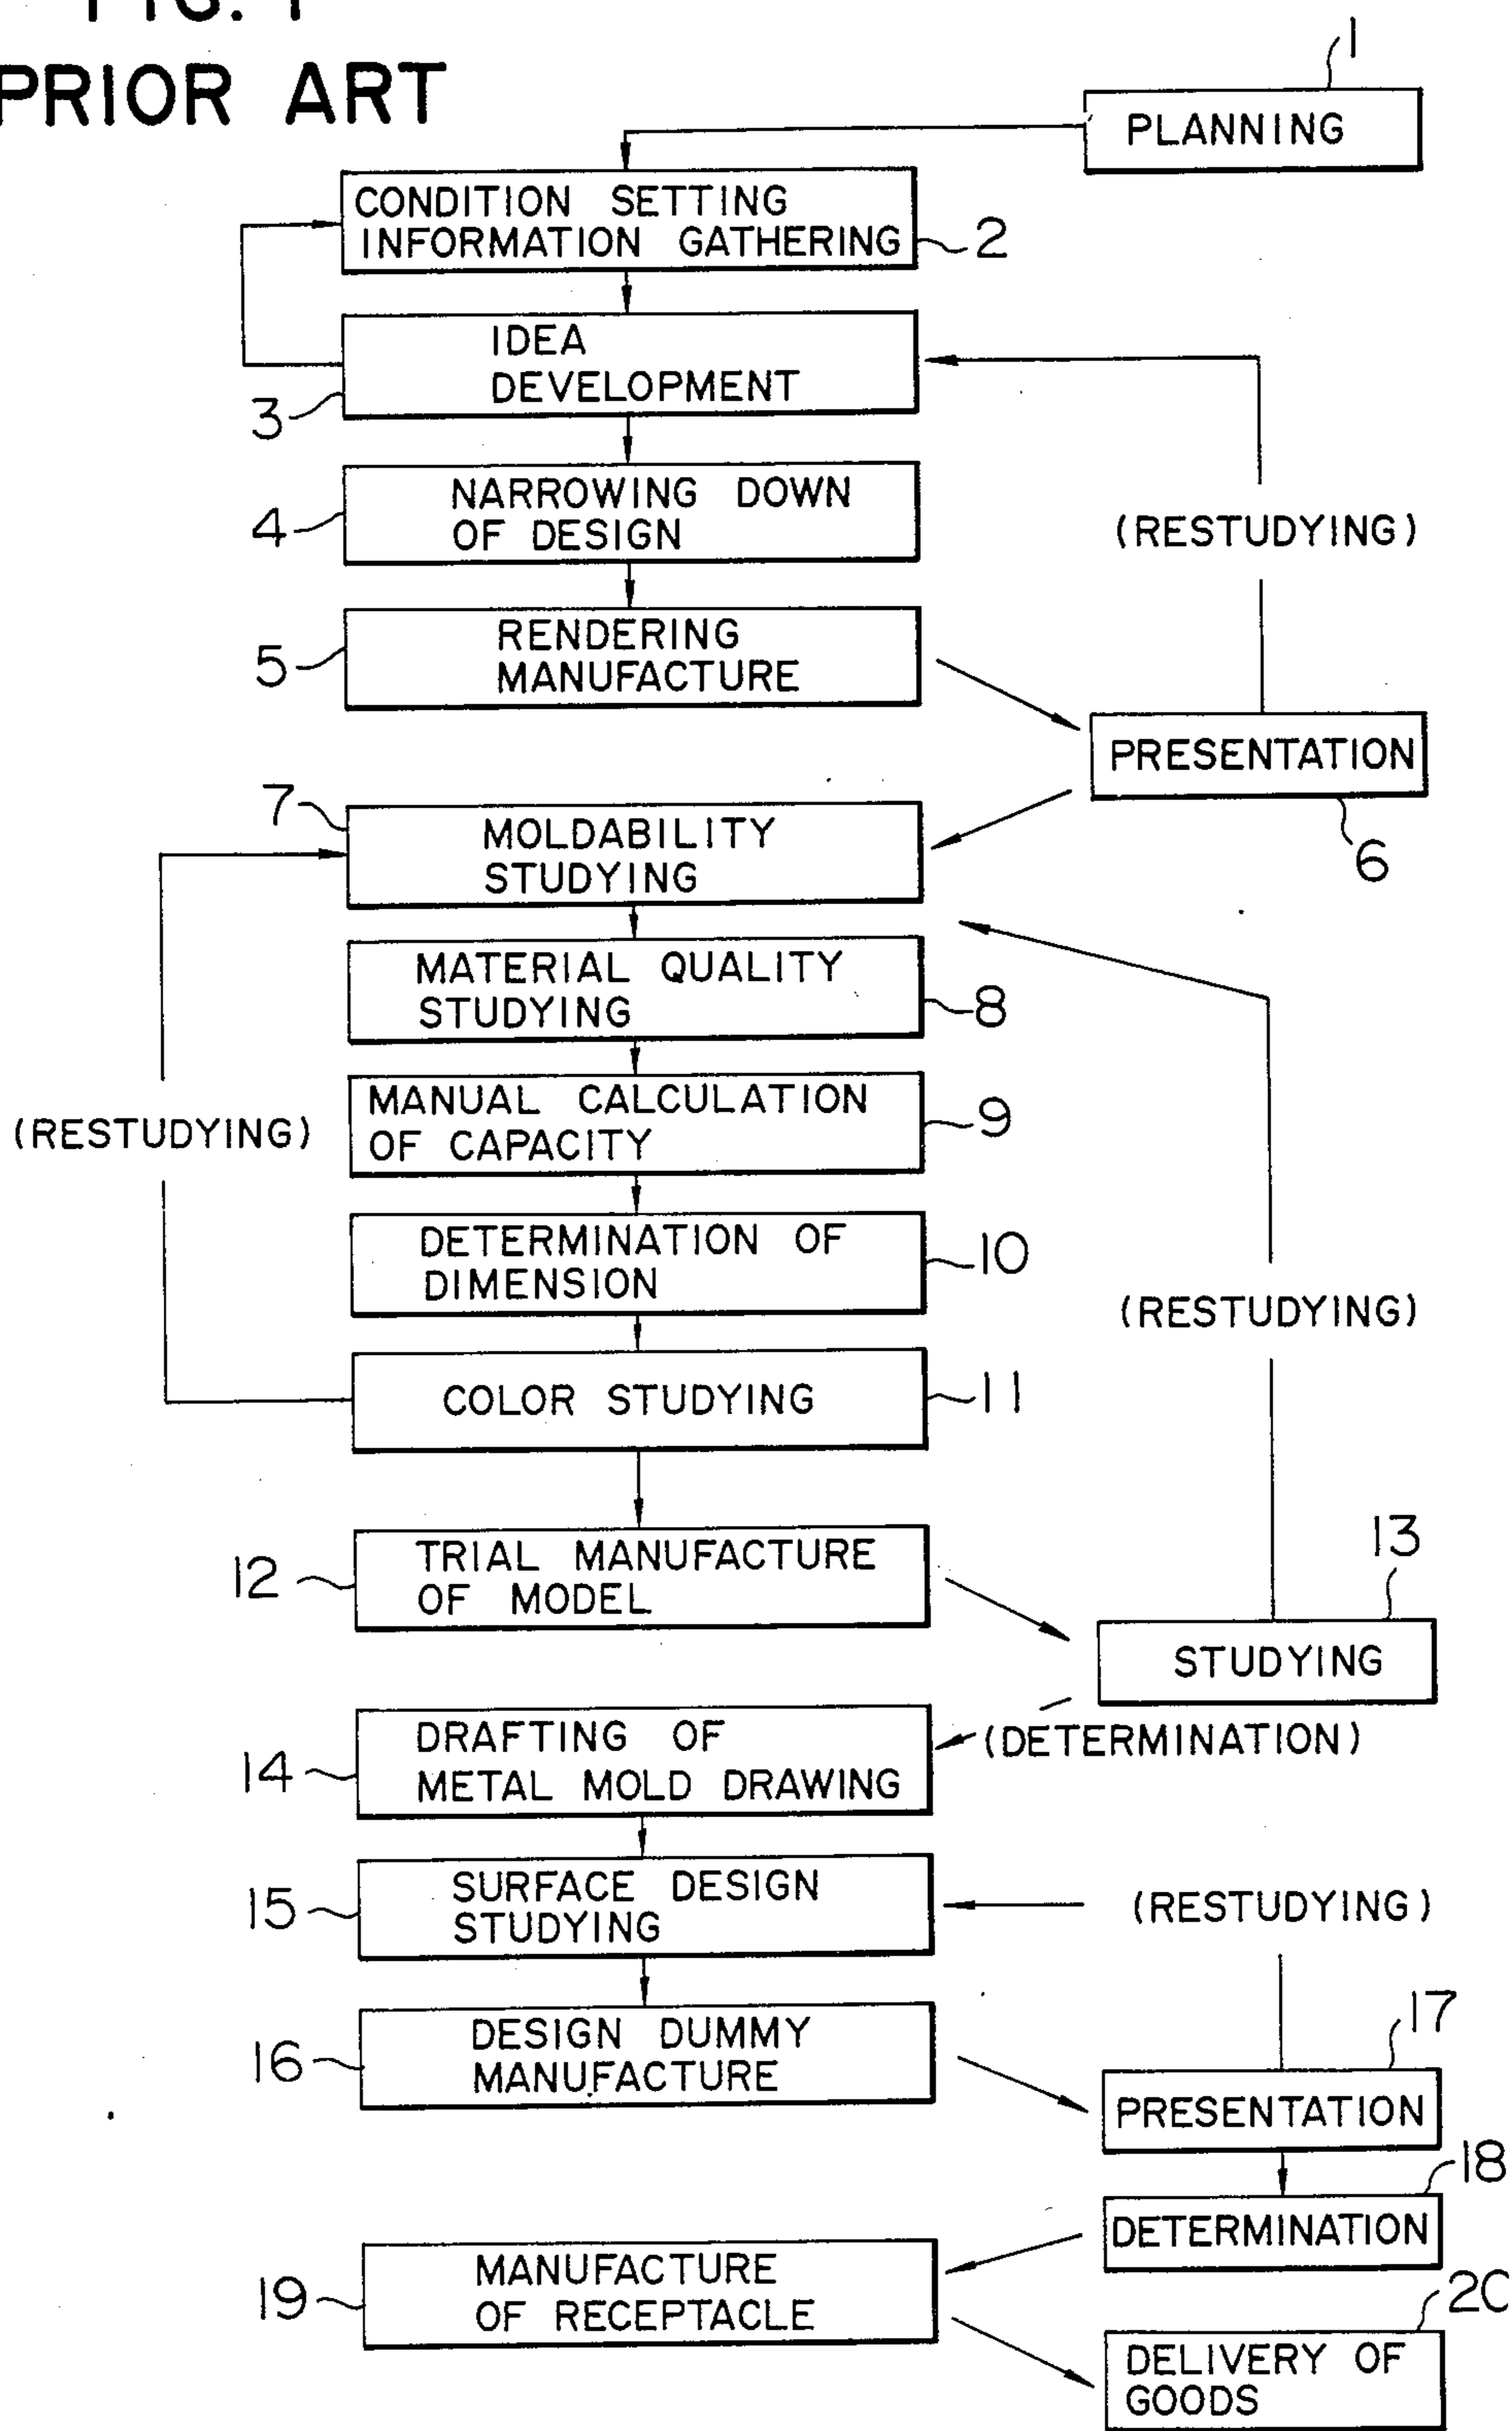 FIG. 1
PRIOR ART
1
PLANNING
CONDITION SETTING
INFORMATION GATHERING
2
IDEA
DEVELOPMENT
3
NARROWING DOWN
OF DESIGN
4
(RESTUDYING)
RENDERING
MANUFACTURE
5
PRESENTATION
6
7
MOLDABILITY
STUDYING
MATERIAL QUALITY
STUDYING
8
MANUAL CALCULATION
OF CAPACITY
9
(RESTUDYING)
DETERMINATION OF
DIMENSION
10
(RESTUDYING)
COLOR STUDYING
11
TRIAL MANUFACTURE
OF MODEL
12
13
STUDYING
DRAFTING OF
METAL MOLD DRAWING
14
(DETERMINATION)
SURFACE DESIGN
STUDYING
15
(RESTUDYING)
DESIGN DUMMY
MANUFACTURE
16
17
PRESENTATION
18
DETERMINATION
MANUFACTURE
OF RECEPTACLE
19
20
DELIVERY OF
GOODS